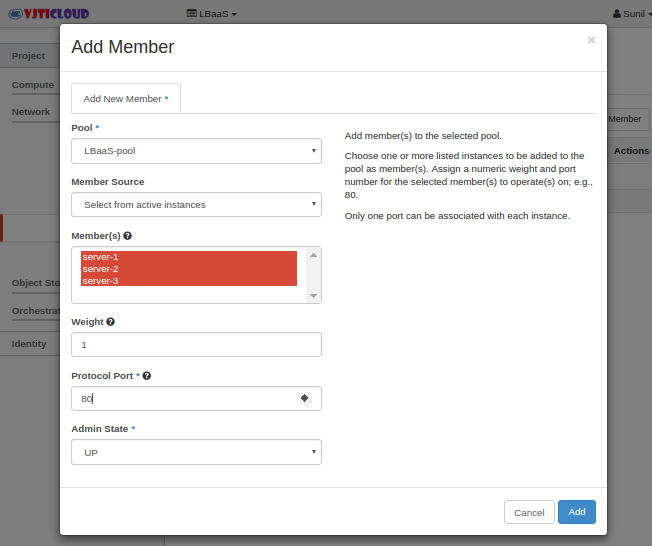 VJTICLOUD
LBaaS
Sunil
Add Member
×
Project
Compute
Network
Object Sto
Orchestrat
Identity
Member
Actions
Add New Member *
Pool *
LBaaS-pool
Member Source
Select from active instances
Member(s)
server-1
server-2
server-3
Weight
1
Protocol Port *
80
Admin State *
UP
Add member(s) to the selected pool.
Choose one or more listed instances to be added to the
pool as member(s). Assign a numeric weight and port
number for the selected member(s) to operate(s) on; e.g.,
80.
Only one port can be associated with each instance.
Cancel
Add